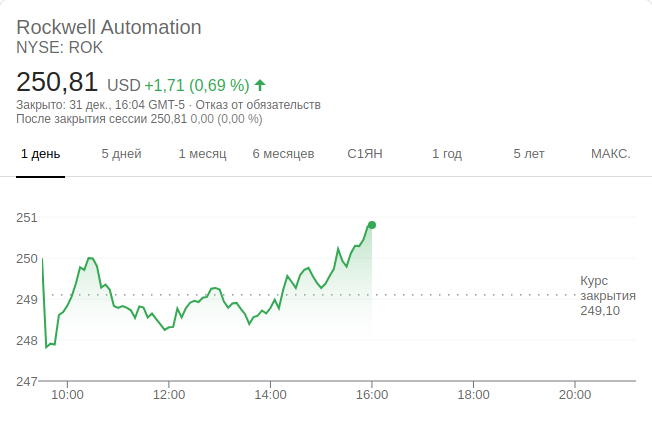 Rockwell Automation
NYSE: ROK
250,81 USD +1,71 (0,69 %)
Закрыто: 31 дек., 16:04 GMT-5 · Отказ от обязательств
После закрытия сессии 250,81 0,00 (0,00 %)
1 день 5 дней 1 месяц 6 месяцев С1ЯН 1 год 5 лет МАКС.
251
250
249
248
247
Курс
закрытия
249,10
10:00 12:00 14:00 16:00 18:00 20:00